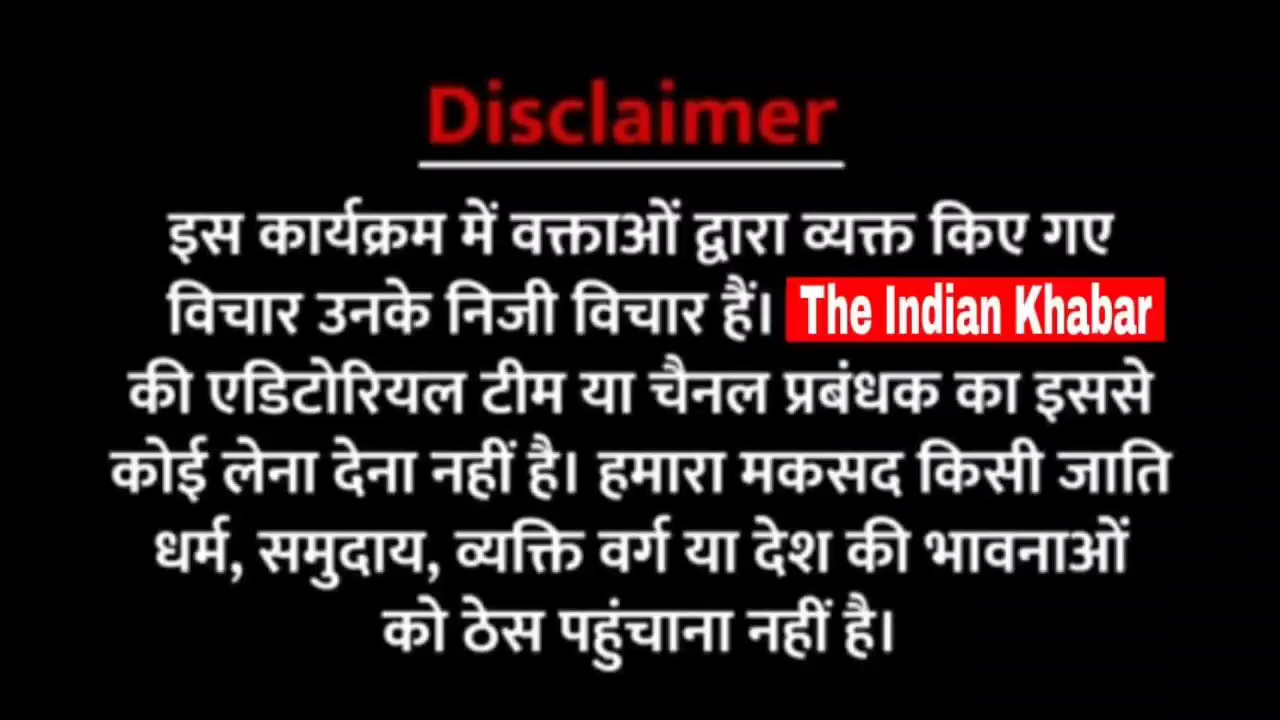 Disclaimer
इस कार्यक्रम में वक्ताओं द्वारा व्यक्त किए गए
विचार उनके निजी विचार हैं। The Indian Khabar
की एडिटोरियल टीम या चैनल प्रबंधक का इससे
कोई लेना देना नहीं है। हमारा मकसद किसी जाति
धर्म, समुदाय, व्यक्ति वर्ग या देश की भावनाओं
को ठेस पहुंचाना नहीं है।